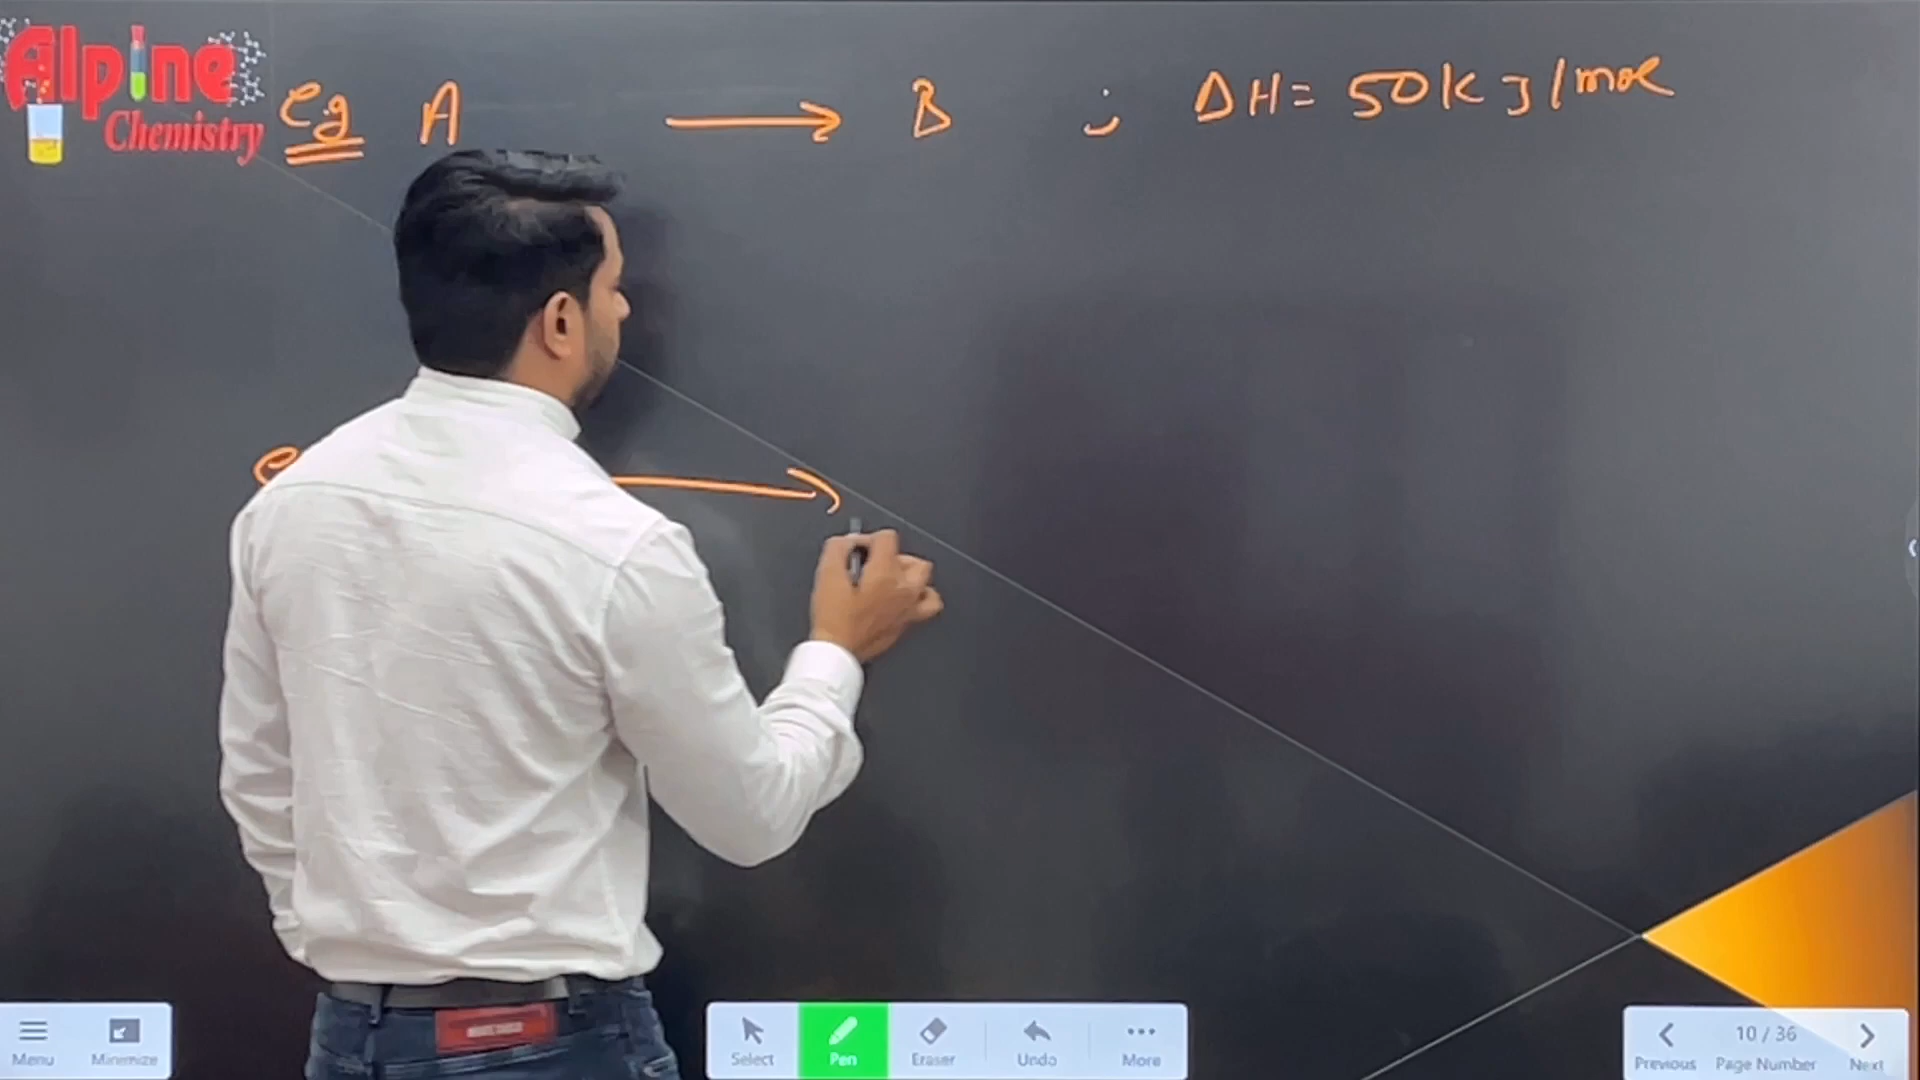 Alpine
Chemistry
eg A → B ; ΔH = 50 kJ/mol
→
Menu
Minimize
Select
Pen
Eraser
Undo
More
10 / 36
Previous
Page Number
Next